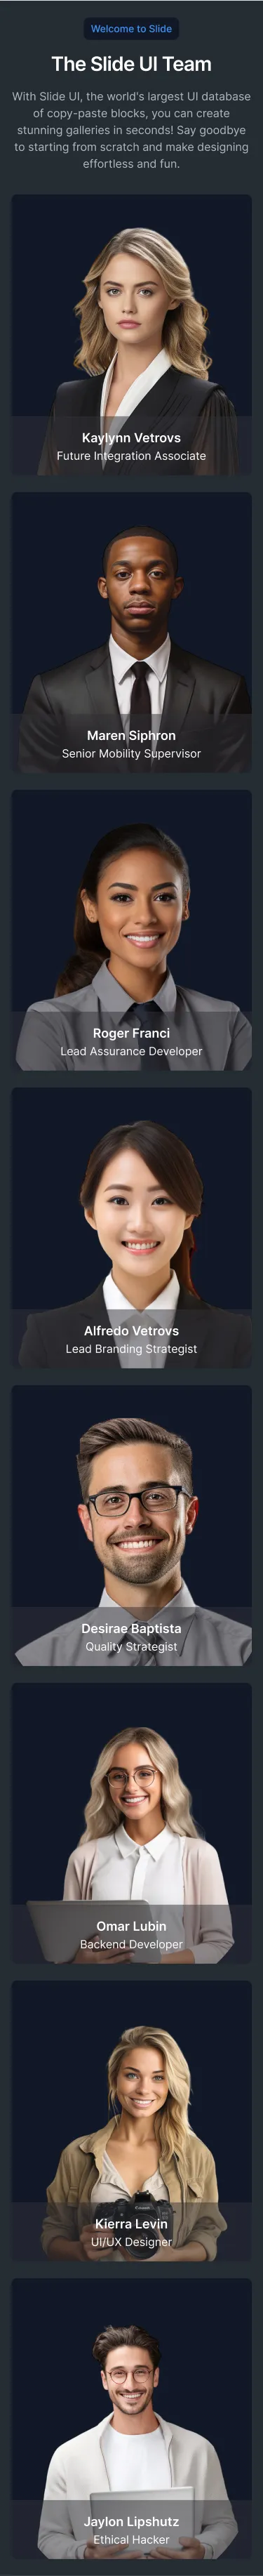 Welcome to Slide
The Slide UI Team
With Slide UI, the world's largest UI database
of copy-paste blocks, you can create
stunning galleries in seconds! Say goodbye
to starting from scratch and make designing
effortless and fun.
Kaylynn Vetrovs
Future Integration Associate
Maren Siphron
Senior Mobility Supervisor
Roger Franci
Lead Assurance Developer
Alfredo Vetrovs
Lead Branding Strategist
Desirae Baptista
Quality Strategist
Omar Lubin
Backend Developer
Kierra Levin
UI/UX Designer
Jaylon Lipshutz
Ethical Hacker